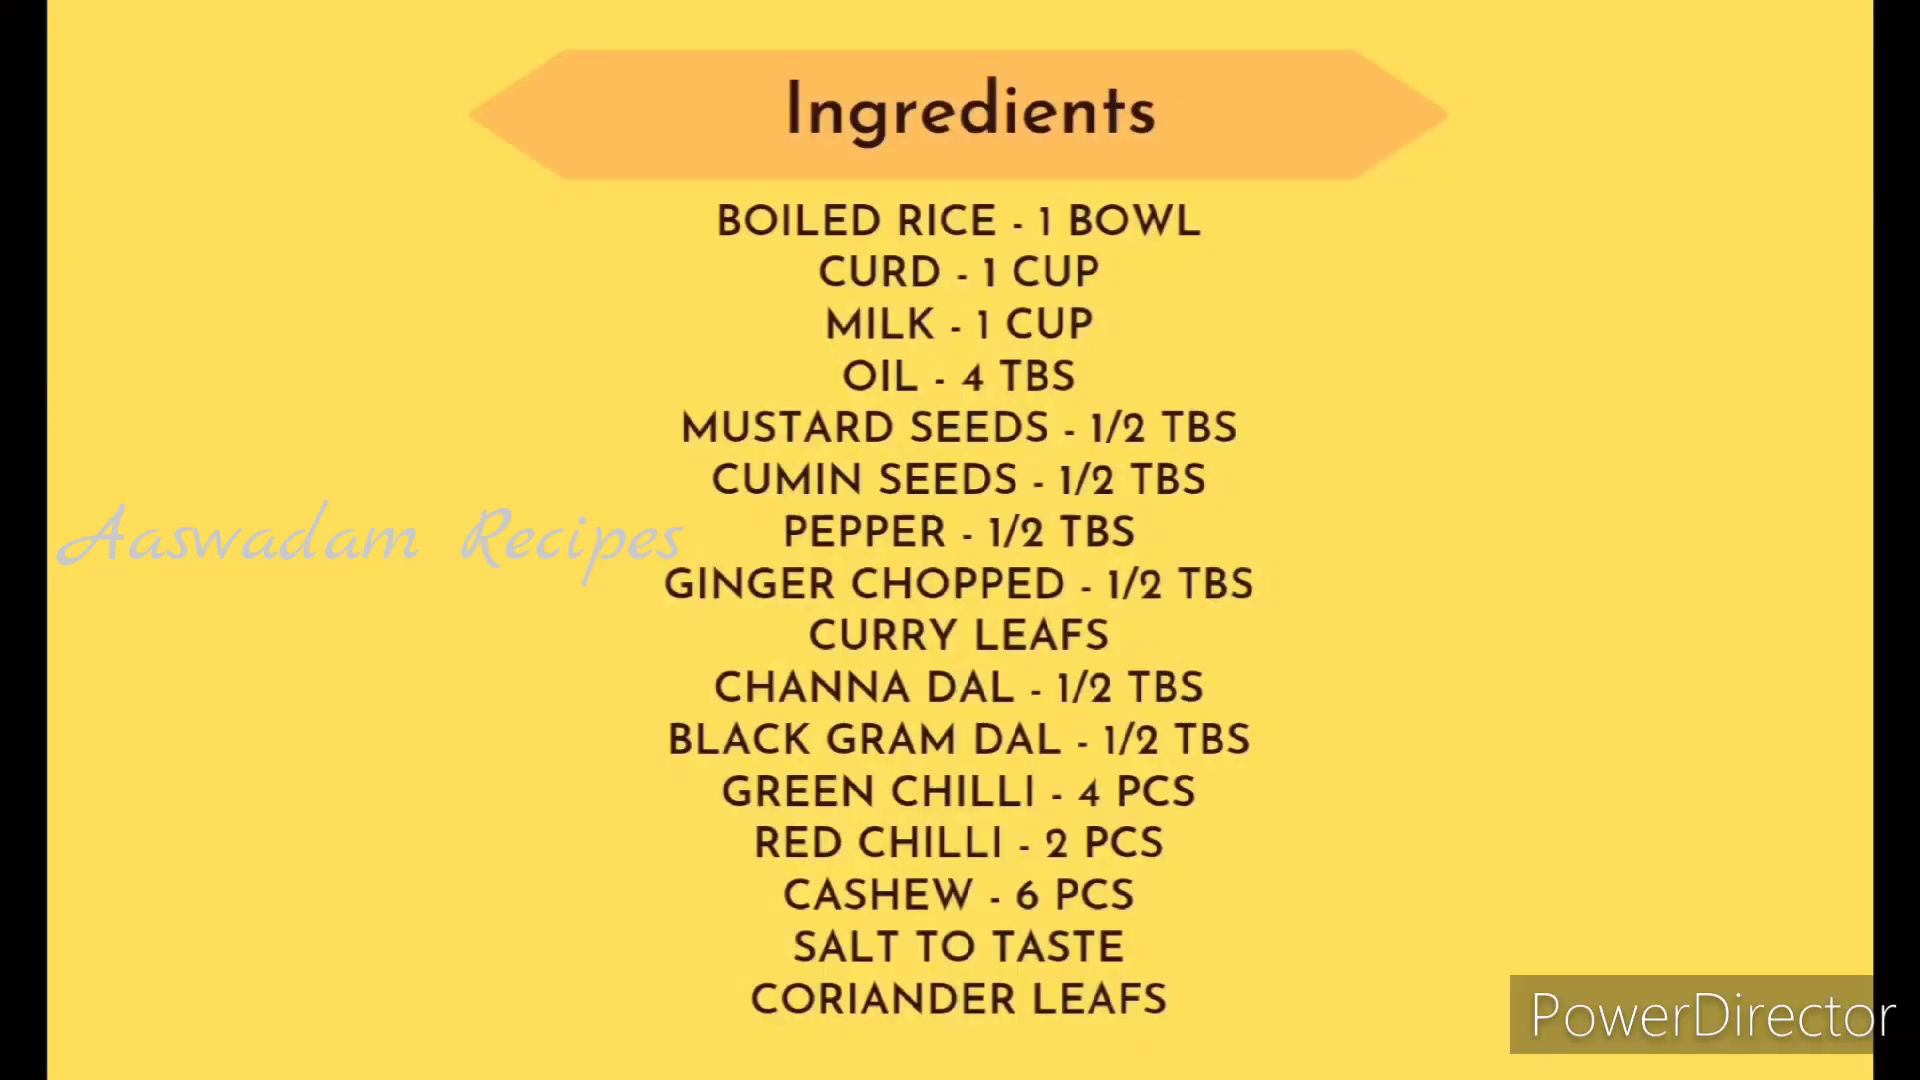 Ingredients
BOILED RICE - 1 BOWL
CURD - 1 CUP
MILK - 1 CUP
OIL - 4 TBS
MUSTARD SEEDS - 1/2 TBS
CUMIN SEEDS - 1/2 TBS
PEPPER - 1/2 TBS
Aaswadam Recipes
GINGER CHOPPED - 1/2 TBS
CURRY LEAFS
CHANNA DAL - 1/2 TBS
BLACK GRAM DAL - 1/2 TBS
GREEN CHILLI - 4 PCS
RED CHILLI - 2 PCS
CASHEW - 6 PCS
SALT TO TASTE
CORIANDER LEAFS
PowerDirector